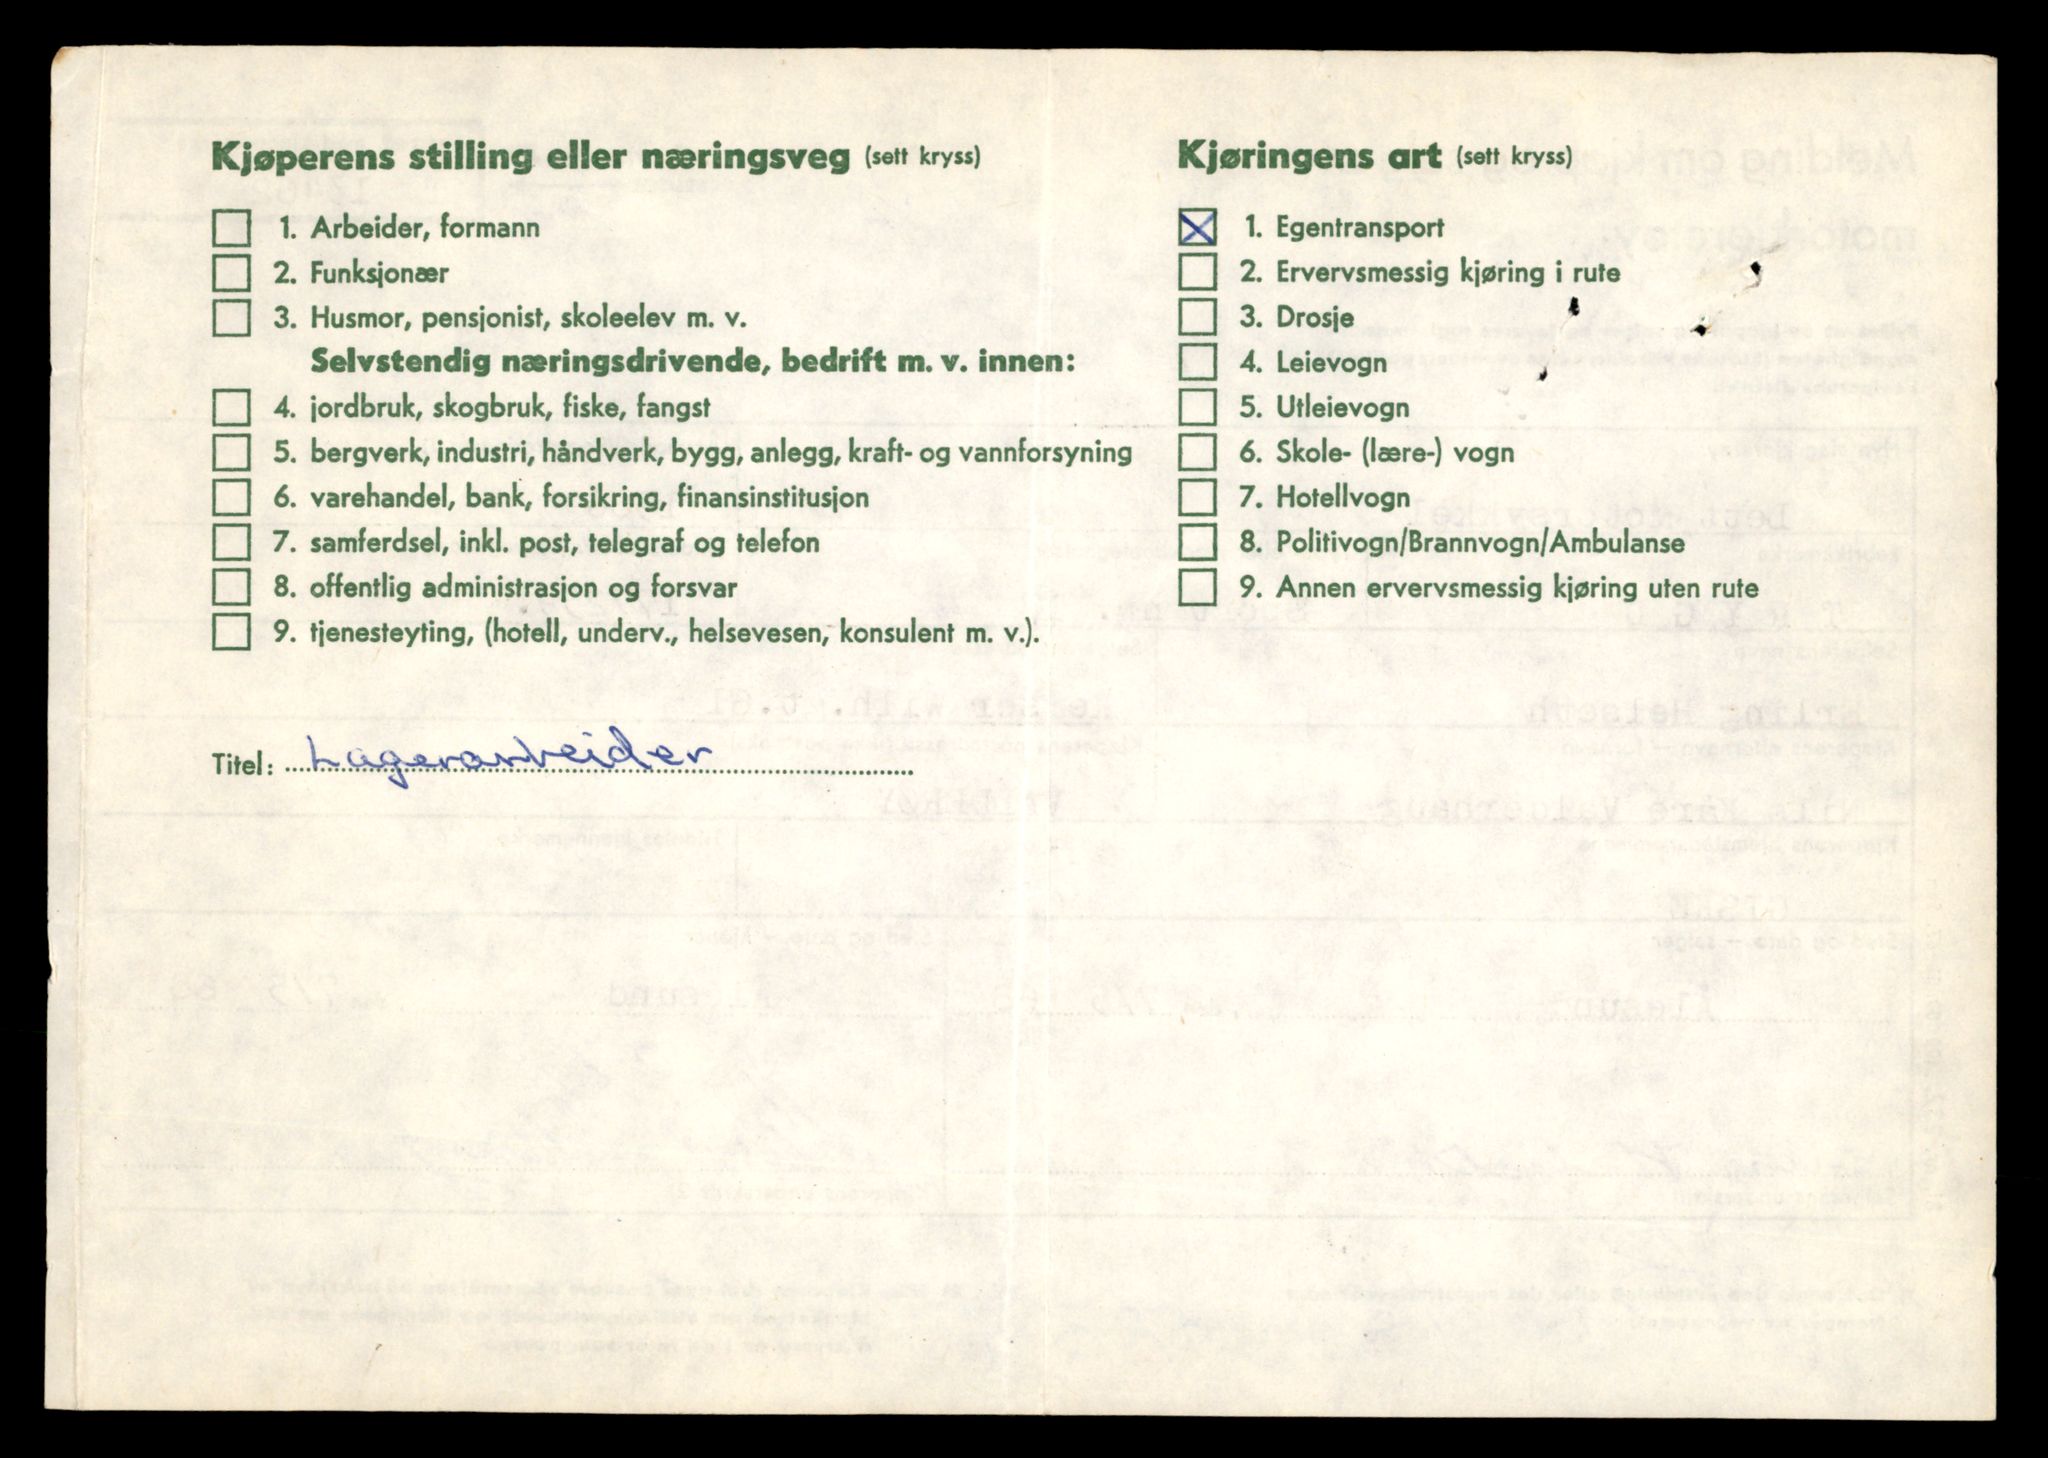 Kjøperens stilling eller næringsveg (sett kryss)
1. Arbeider, formann
2. Funksjonær
3. Husmor, pensjonist, skoleelev m. v.
Selvstendig næringsdrivende, bedrift m. v. innen:
4. jordbruk, skogbruk, fiske, fangst
5. bergverk, industri, håndverk, bygg, anlegg, kraft- og vannforsyning
6. varehandel, bank, forsikring, finansinstitusjon
7. samferdsel, inkl. post, telegraf og telefon
8. offentlig administrasjon og forsvar
9. tjenesteyting, (hotell, underv., helsevesen, konsulent m. v.).
Titel: Lagerarbeider
Kjøringens art (sett kryss)
1. Egentransport
2. Ervervsmessig kjøring i rute
3. Drosje
4. Leievogn
5. Utleievogn
6. Skole- (lære-) vogn
7. Hotellvogn
8. Politivogn/Brannvogn/Ambulanse
9. Annen ervervsmessig kjøring uten rute